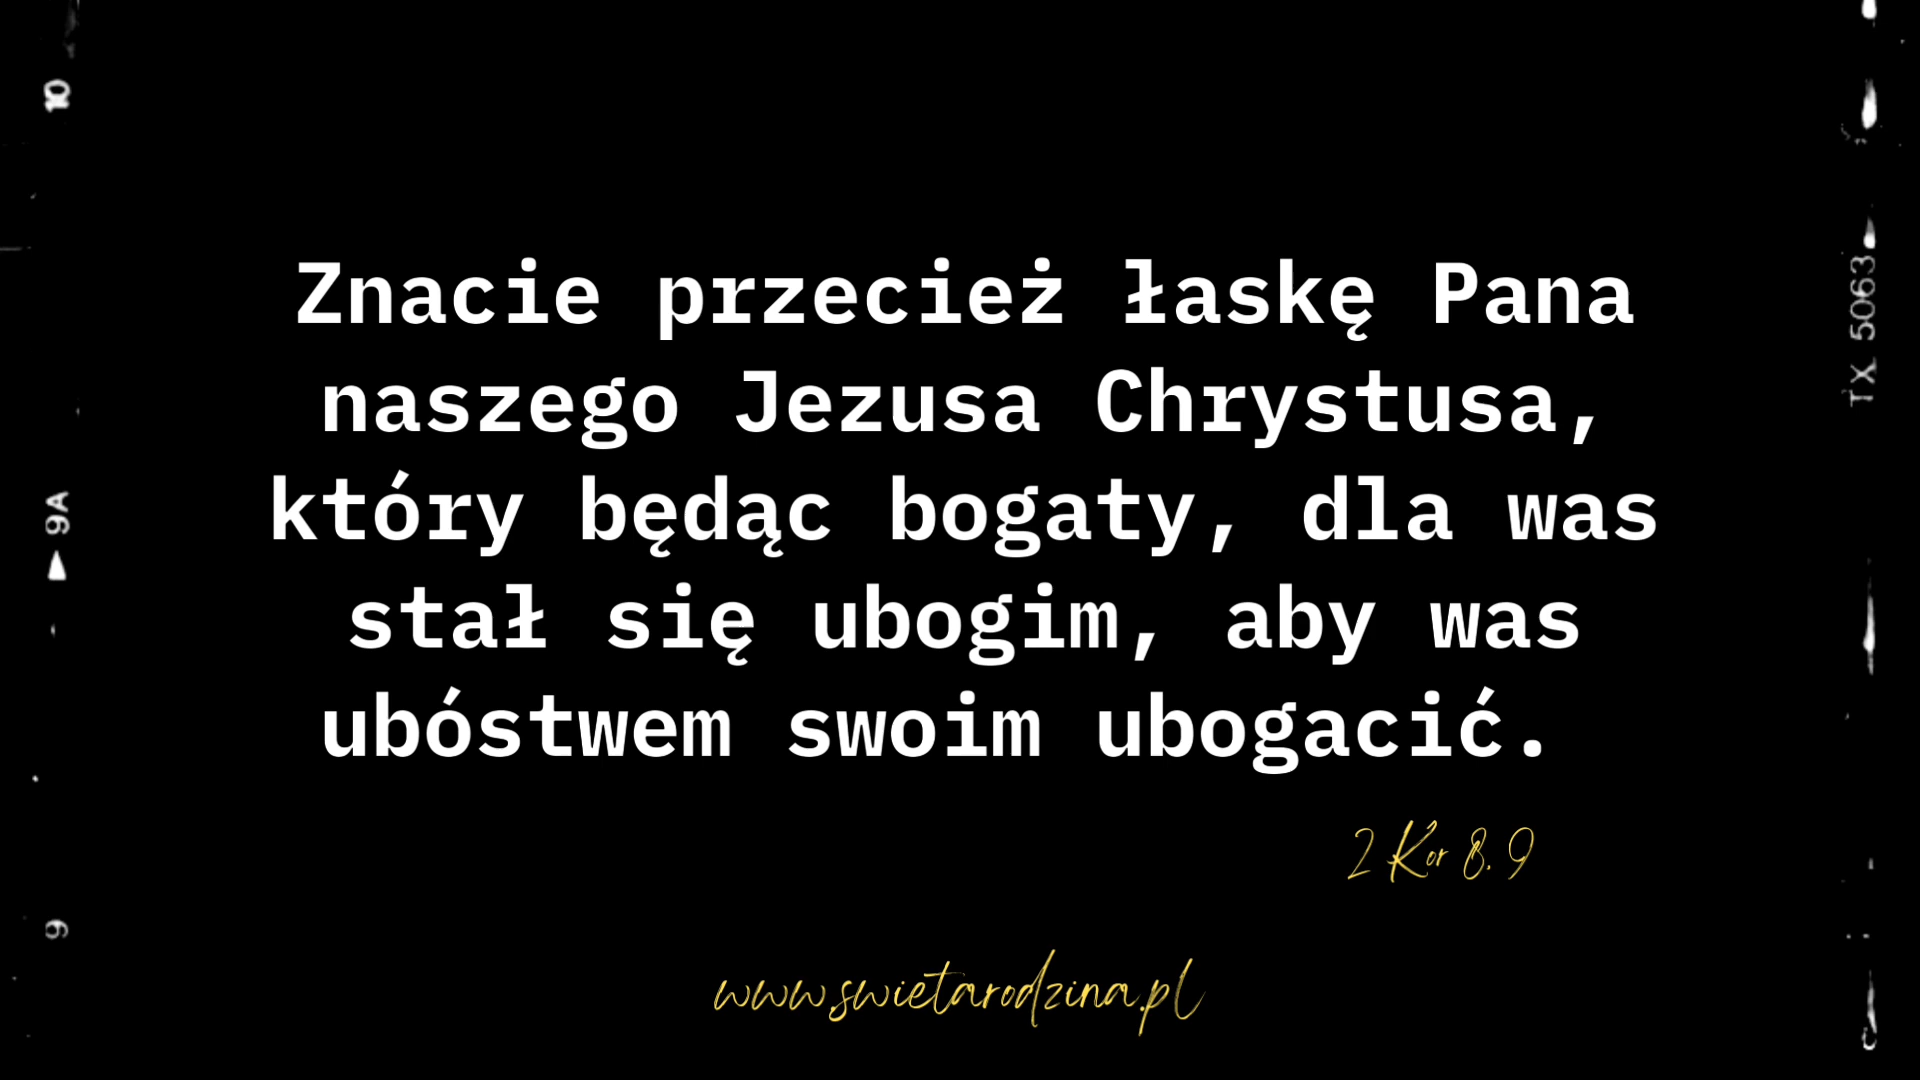 10
TX 5063
Znacie przecież łaskę Pana
naszego Jezusa Chrystusa,
który będąc bogaty, dla was
stał się ubogim, aby was
ubóstwem swoim ubogacić.
9A
2 Kor 8. 9
9
www.swietarodzina.pl